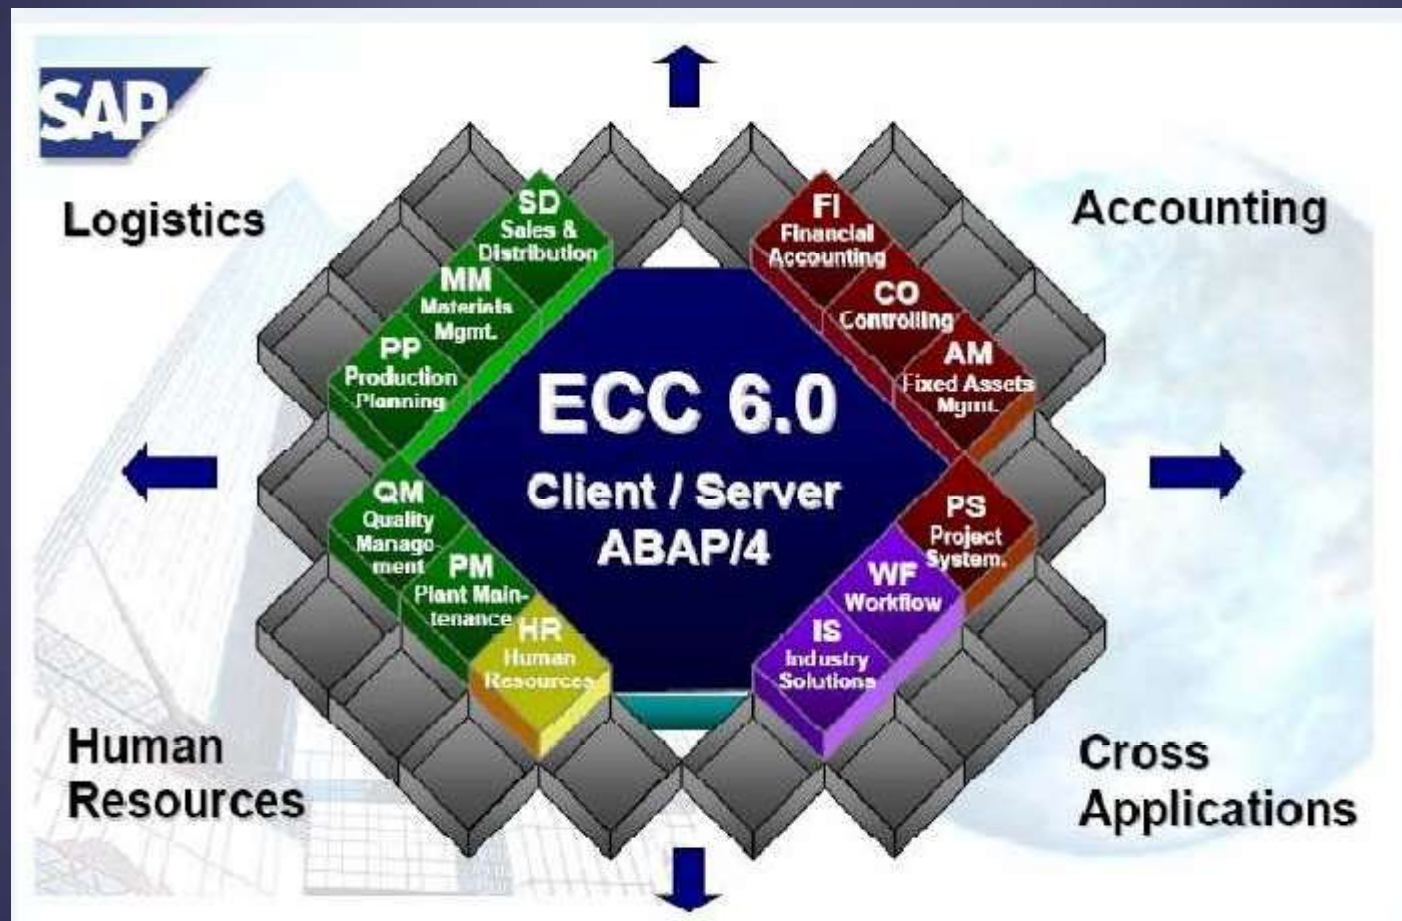 SAP
Logistics
Accounting
SD
Sales &
Distribution
MM
Materials
Mgmt.
PP
Production
Planning
FI
Financial
Accounting
CO
Controlling
AM
Fixed Assets
Mgmt.
ECC 6.0
Client / Server
ABAP/4
QM
Quality
Manage-
ment
PM
Plant Main-
tenance
HR
Human
Resources
PS
Project
System.
WF
Workflow
IS
Industry
Solutions
Human
Resources
Cross
Applications